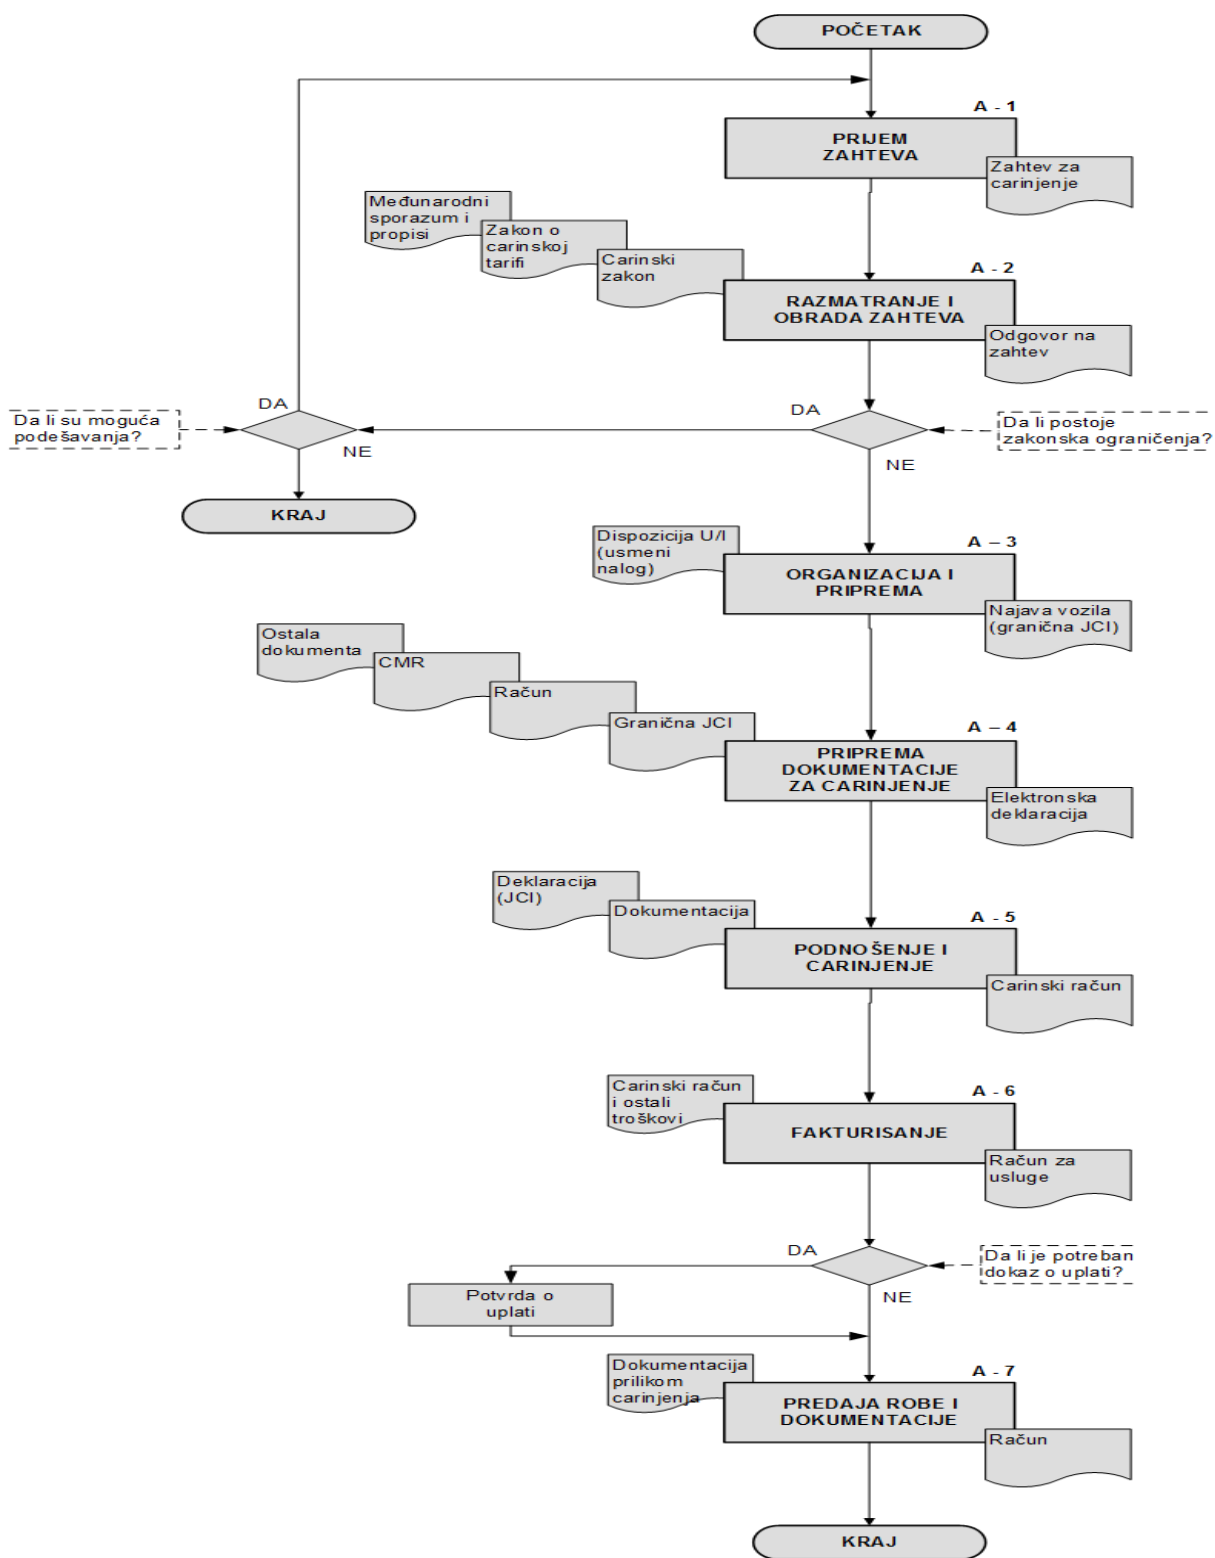 POČETAK
A - 1
PRIJEM
ZAHTEVA
Zahtev za
carinjenje
Međunarodni
sporazum i
propisi
Zakon o
carinskoj
tarifi
Carinski
zakon
A - 2
RAZMATRANJE I
OBRADA ZAHTEVA
Odgovor na
zahtev
Da li su moguća
podešavanja?
DA
NE
DA
NE
Da li postoje
zakonska ograničenja?
KRAJ
Dispozicija U/I
(usmeni
nalog)
A – 3
ORGANIZACIJA I
PRIPREMA
Najava vozila
(granična JCI)
Ostala
dokumenta
CMR
Račun
Granična JCI
A – 4
PRIPREMA
DOKUMENTACIJE
ZA CARINJENJE
Elektronska
deklaracija
Deklaracija
(JCI)
Dokumentacija
A - 5
PODNOŠENJE I
CARINJENJE
Carinski račun
Carinski račun
i ostali
troškovi
A - 6
FAKTURISANJE
Račun za
usluge
DA
NE
Da li je potreban
dokaz o uplati?
Potvrda o
uplati
Dokumentacija
prilikom
carinjenja
A - 7
PREDAJA ROBE I
DOKUMENTACIJE
Račun
KRAJ